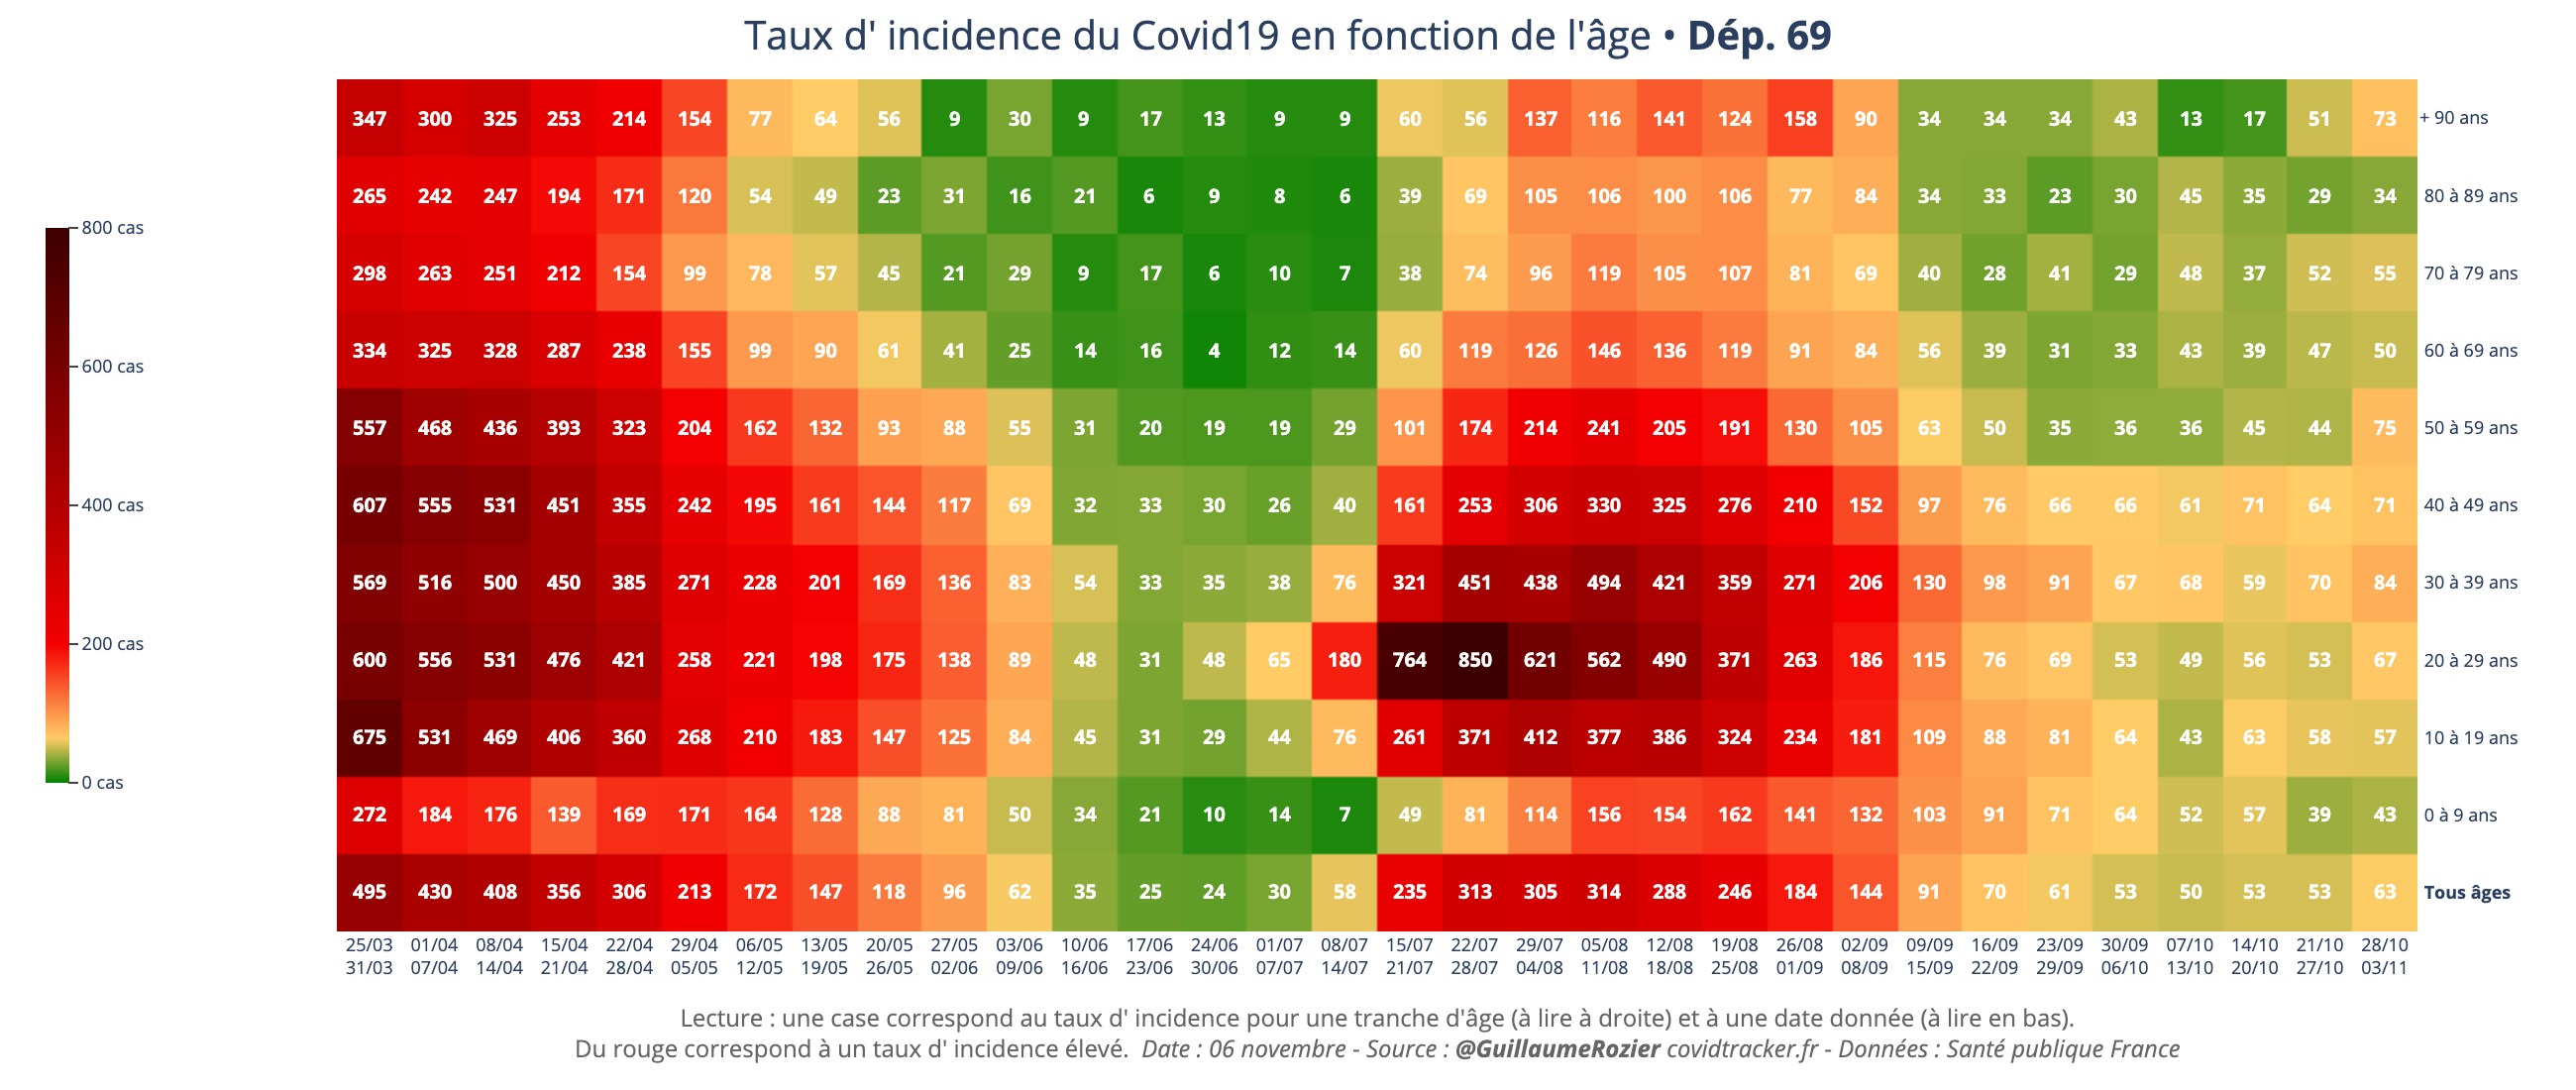 Taux d' incidence du Covid19 en fonction de l'âge • Dép. 69
800 cas
600 cas
400 cas
200 cas
0 cas
347 300 325 253 214 154 77 64 56 9 30 9 17 13 9 9 60 56 137 116 141 124 158 90 34 34 34 43 13 17 51 73 + 90 ans
265 242 247 194 171 120 54 49 23 31 16 21 6 9 8 6 39 69 105 106 100 106 77 84 34 33 23 30 45 35 29 34 80 à 89 ans
298 263 251 212 154 99 78 57 45 21 29 9 17 6 10 7 38 74 96 119 105 107 81 69 40 28 41 29 48 37 52 55 70 à 79 ans
334 325 328 287 238 155 99 90 61 41 25 14 16 4 12 14 60 119 126 146 136 119 91 84 56 39 31 33 43 39 47 50 60 à 69 ans
557 468 436 393 323 204 162 132 93 88 55 31 20 19 19 29 101 174 214 241 205 191 130 105 63 50 35 36 36 45 44 75 50 à 59 ans
607 555 531 451 355 242 195 161 144 117 69 32 33 30 26 40 161 253 306 330 325 276 210 152 97 76 66 66 61 71 64 71 40 à 49 ans
569 516 500 450 385 271 228 201 169 136 83 54 33 35 38 76 321 451 438 494 421 359 271 206 130 98 91 67 68 59 70 84 30 à 39 ans
600 556 531 476 421 258 221 198 175 138 89 48 31 48 65 180 764 850 621 562 490 371 263 186 115 76 69 53 49 56 53 67 20 à 29 ans
675 531 469 406 360 268 210 183 147 125 84 45 31 29 44 76 261 371 412 377 386 324 234 181 109 88 81 64 43 63 58 57 10 à 19 ans
272 184 176 139 169 171 164 128 88 81 50 34 21 10 14 7 49 81 114 156 154 162 141 132 103 91 71 64 52 57 39 43 0 à 9 ans
495 430 408 356 306 213 172 147 118 96 62 35 25 24 30 58 235 313 305 314 288 246 184 144 91 70 61 53 50 53 53 63 Tous âges
25/03 01/04 08/04 15/04 22/04 29/04 06/05 13/05 20/05 27/05 03/06 10/06 17/06 24/06 01/07 08/07 15/07 22/07 29/07 05/08 12/08 19/08 26/08 02/09 09/09 16/09 23/09 30/09 07/10 14/10 21/10 28/10
31/03 07/04 14/04 21/04 28/04 05/05 12/05 19/05 26/05 02/06 09/06 16/06 23/06 30/06 07/07 14/07 21/07 28/07 04/08 11/08 18/08 25/08 01/09 08/09 15/09 22/09 29/09 06/10 13/10 20/10 27/10 03/11
Lecture : une case correspond au taux d' incidence pour une tranche d'âge (à lire à droite) et à une date donnée (à lire en bas).
Du rouge correspond à un taux d' incidence élevé. Date : 06 novembre - Source : @GuillaumeRozier covidtracker.fr - Données : Santé publique France